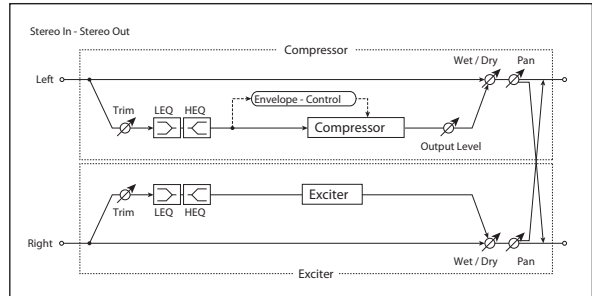 Stereo In - Stereo Out
Compressor
Wet / Dry
Pan
Left
Envelope - Control
Trim
LEQ
HEQ
Compressor
Output Level
Exciter
Trim
LEQ
HEQ
Right
Wet / Dry
Pan
Exciter